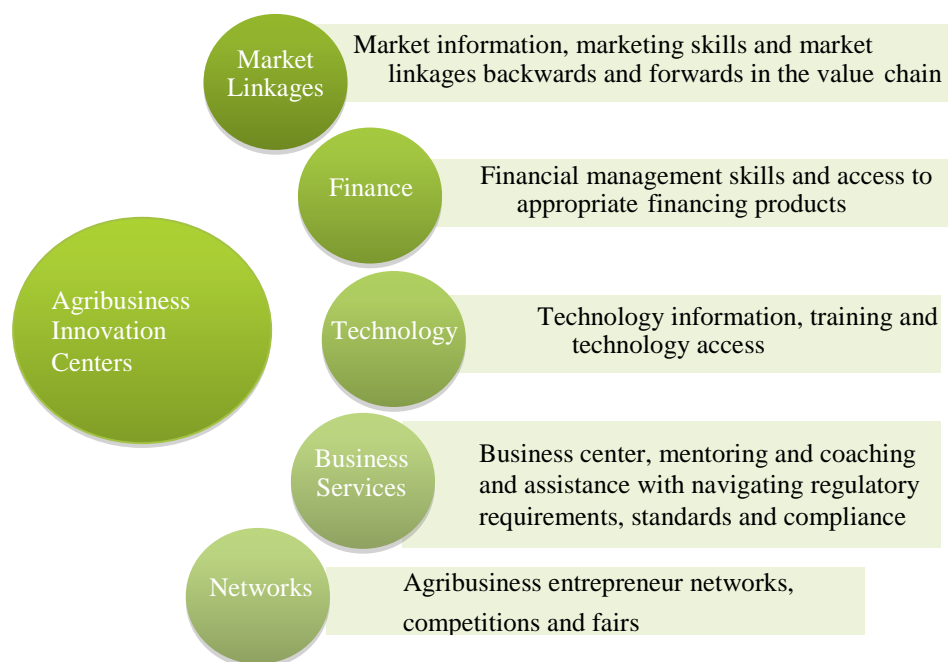 Market
Linkages
Market information, marketing skills and market
linkages backwards and forwards in the value chain
Finance
Financial management skills and access to
appropriate financing products
Agribusiness
Innovation
Centers
Technology
Technology information, training and
technology access
Business
Services
Business center, mentoring and coaching
and assistance with navigating regulatory
requirements, standards and compliance
Networks
Agribusiness entrepreneur networks,
competitions and fairs